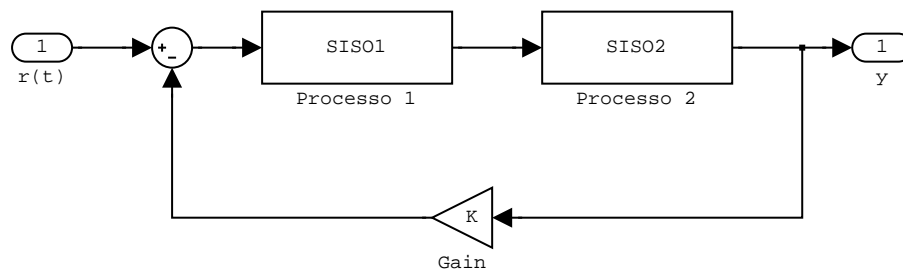 1
r(t)
+
-
SISO1
Processo 1
SISO2
Processo 2
1
y
K
Gain